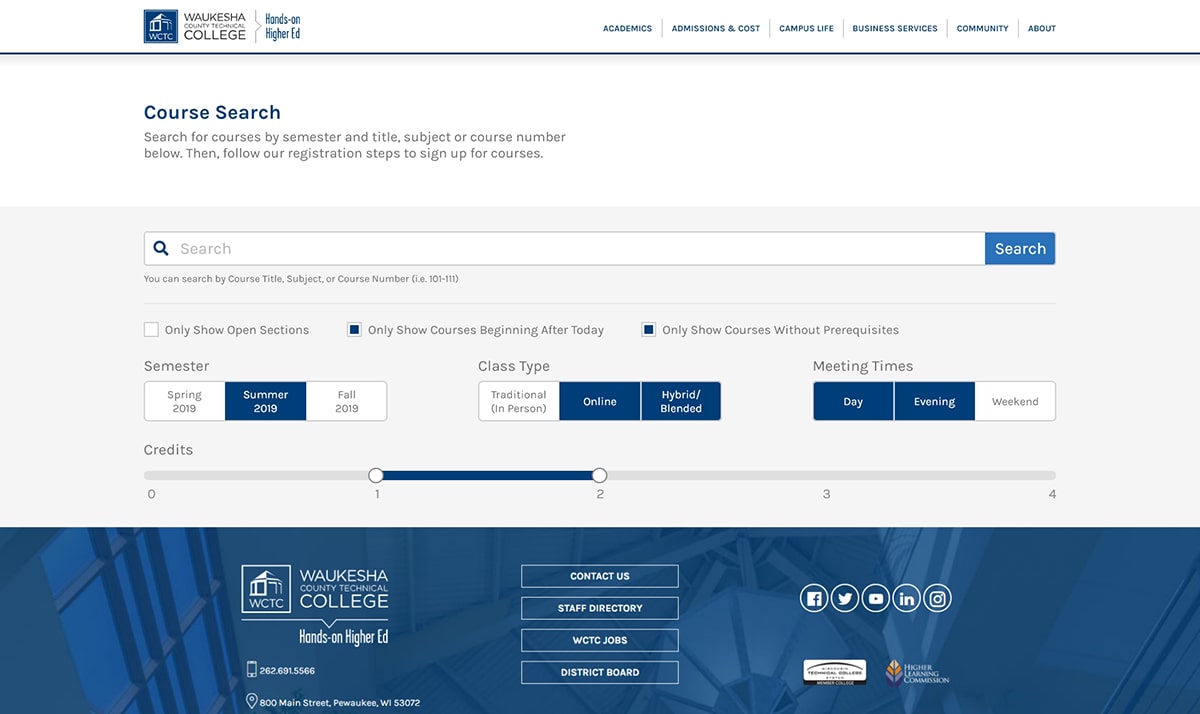 WAUKESHA
COUNTY TECHNICAL
COLLEGE
WCTC
Hands-on
Higher Ed
ACADEMICS
ADMISSIONS & COST
CAMPUS LIFE
BUSINESS SERVICES
COMMUNITY
ABOUT
Course Search
Search for courses by semester and title, subject or course number
below. Then, follow our registration steps to sign up for courses.
Search
Search
You can search by Course Title, Subject, or Course Number (i.e. 101-111)
Only Show Open Sections
Only Show Courses Beginning After Today
Only Show Courses Without Prerequisites
Semester
Spring
2019
Summer
2019
Fall
2019
Class Type
Traditional
(In Person)
Online
Hybrid/
Blended
Meeting Times
Day
Evening
Weekend
Credits
0
1
2
3
4
WAUKESHA
COUNTY TECHNICAL
COLLEGE
WCTC
Hands-on Higher Ed
262.691.5566
800 Main Street, Pewaukee, WI 53072
CONTACT US
STAFF DIRECTORY
WCTC JOBS
DISTRICT BOARD
WISCONSIN
TECHNICAL COLLEGE
SYSTEM
MEMBER COLLEGE
HIGHER
LEARNING
COMMISSION